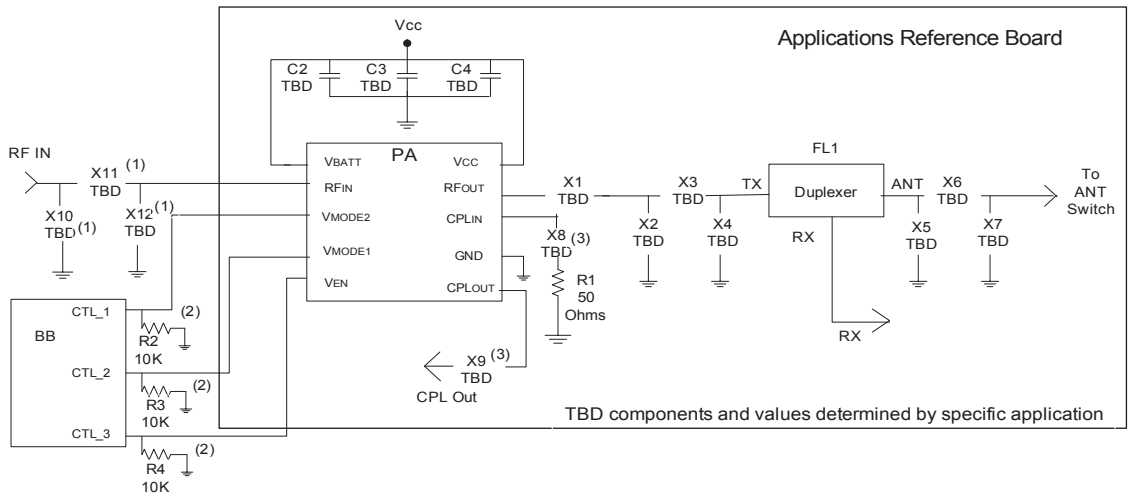 Applications Reference Board
Vcc
C2
TBD
C3
TBD
C4
TBD
RF IN
X11 (1)
TBD
X10
TBD (1)
X12 (1)
TBD
PA
VBATT
RFIN
VMODE2
VMODE1
VEN
VCC
RFOUT
CPLIN
GND
CPLOUT
X1
TBD
X2
TBD
X3
TBD
X4
TBD
X8
TBD (3)
R1
50
Ohms
TX
FL1
Duplexer
ANT
RX
RX
X6
TBD
X5
TBD
X7
TBD
To
ANT
Switch
BB
CTL_1
CTL_2
CTL_3
(2)
R2
10K
(2)
R3
10K
(2)
R4
10K
X9 (3)
TBD
CPL Out
TBD components and values determined by specific application